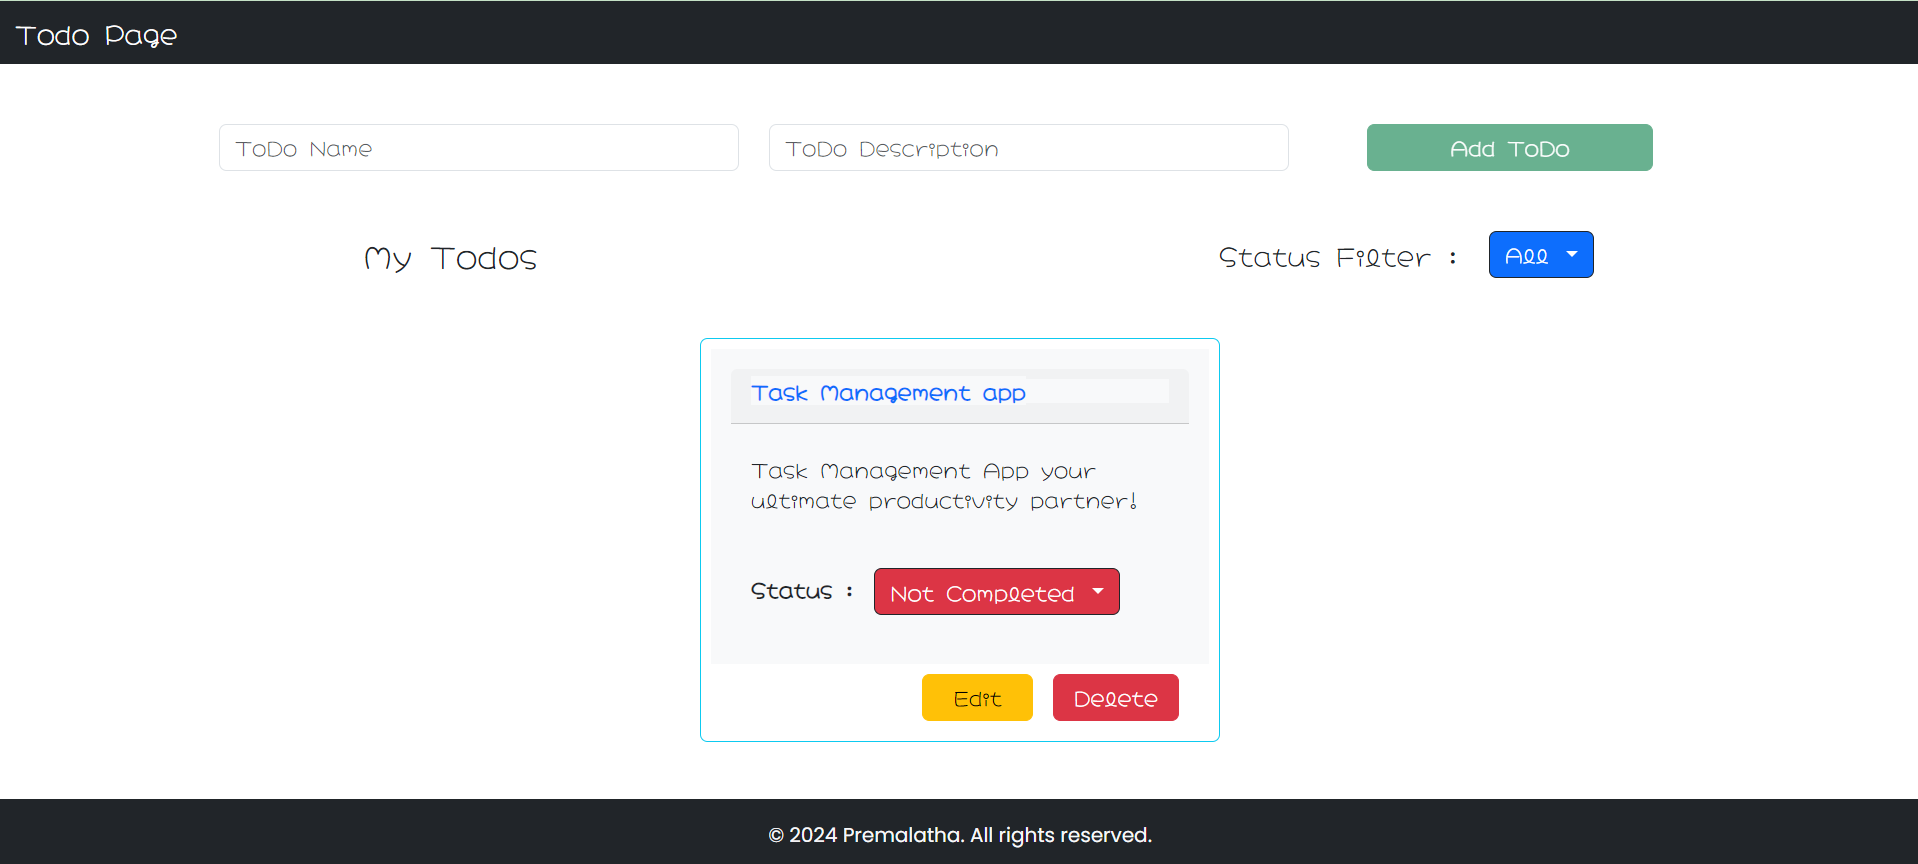 Todo Page
ToDo Name
ToDo Description
Add ToDo
My Todos
Status Filter :
All
Task Management app
Task Management App your
ultimate productivity partner!
Status :
Not Completed
Edit
Delete
© 2024 Premalatha. All rights reserved.